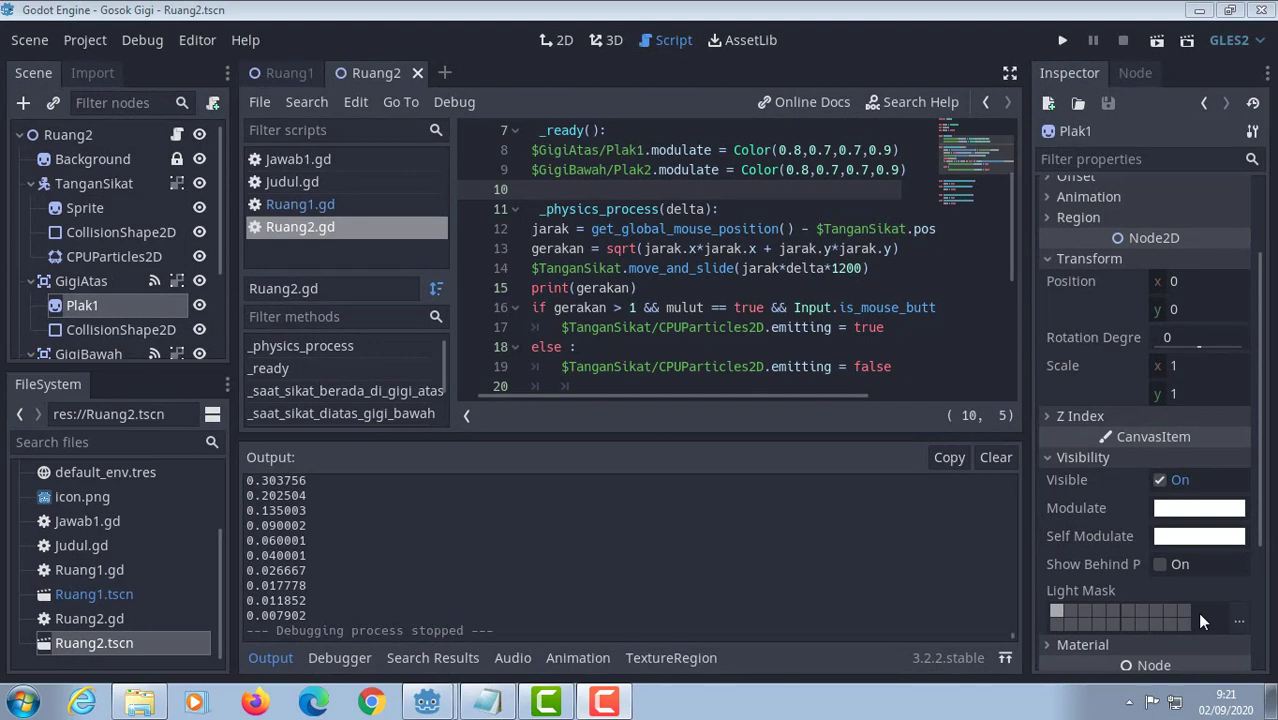 Godot Engine - Gosok Gigi - Ruang2.tscn
Scene Project Debug Editor Help
2D 3D Script AssetLib
GLES2
Scene Import
Filter nodes
Ruang2
Background
TanganSikat
Sprite
CollisionShape2D
CPUParticles2D
GigiAtas
Plak1
CollisionShape2D
GigiBawah
FileSystem
res://Ruang2.tscn
Search files
default_env.tres
icon.png
Jawab1.gd
Judul.gd
Ruang1.gd
Ruang1.tscn
Ruang2.gd
Ruang2.tscn
Ruang1 Ruang2
File Search Edit Go To Debug
Online Docs Search Help
Filter scripts
Jawab1.gd
Judul.gd
Ruang1.gd
Ruang2.gd
Ruang2.gd
Filter methods
_physics_process
_ready
_saat_sikat_berada_di_gigi_atas
_saat_sikat_diatas_gigi_bawah
7 _ready():
8 $GigiAtas/Plak1.modulate = Color(0.8,0.7,0.7,0.9)
9 $GigiBawah/Plak2.modulate = Color(0.8,0.7,0.7,0.9)
10
11 _physics_process(delta):
12 jarak = get_global_mouse_position() - $TanganSikat.pos
13 gerakan = sqrt(jarak.x*jarak.x + jarak.y*jarak.y)
14 $TanganSikat.move_and_slide(jarak*delta*1200)
15 print(gerakan)
16 if gerakan > 1 && mulut == true && Input.is_mouse_butt
17 $TanganSikat/CPUParticles2D.emitting = true
18 else :
19 $TanganSikat/CPUParticles2D.emitting = false
20
( 10, 5)
Output:
Copy Clear
0.303756
0.202504
0.135003
0.090002
0.060001
0.040001
0.026667
0.017778
0.011852
0.007902
--- Debugging process stopped ---
Output Debugger Search Results Audio Animation TextureRegion
3.2.2.stable
Inspector Node
Plak1
Filter properties
Offset
Animation
Region
Node2D
Transform
Position x 0
y 0
Rotation Degre 0
Scale x 1
y 1
Z Index
CanvasItem
Visibility
Visible On
Modulate
Self Modulate
Show Behind P On
Light Mask
...
Material
Node
9:21
02/09/2020